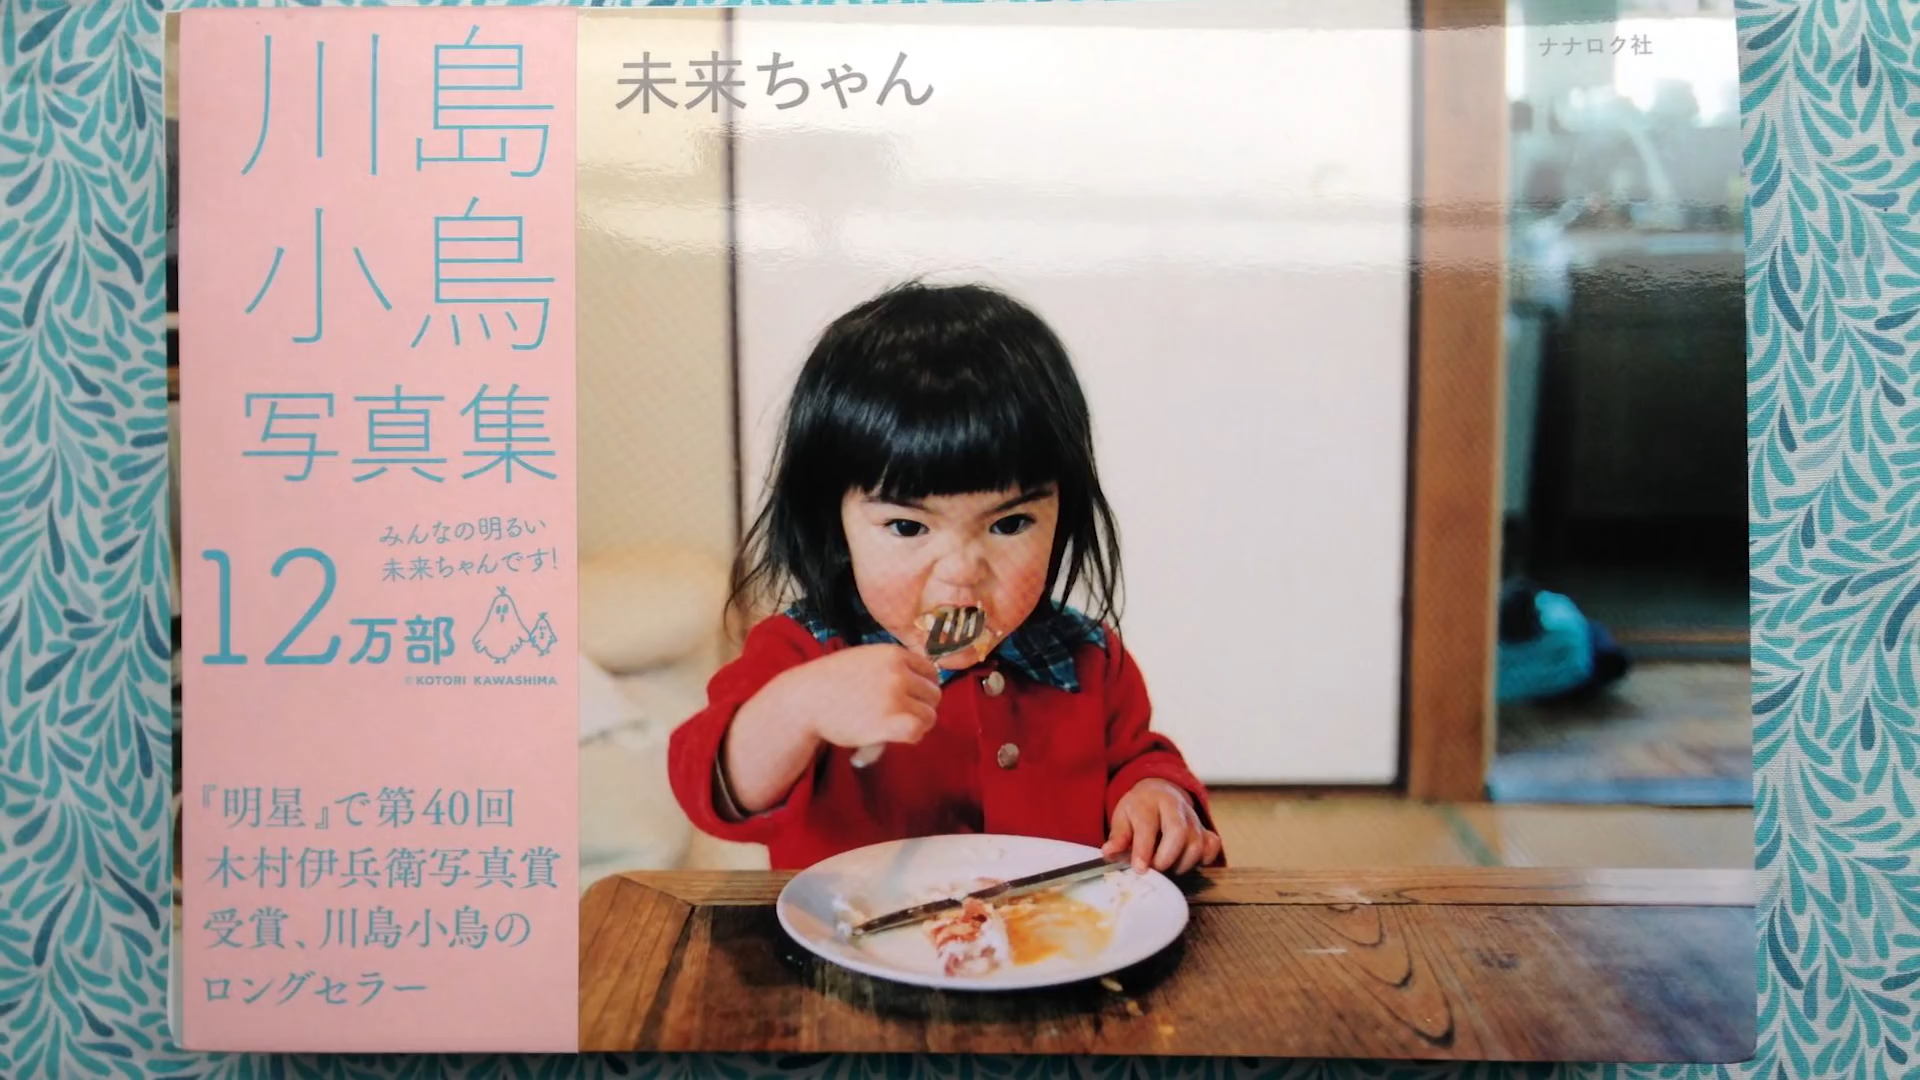 川島
小鳥
写真集
みんなの明るい
未来ちゃんです!
12万部
©KOTORI KAWASHIMA
『明星』で第40回
木村伊兵衛写真賞
受賞、川島小鳥の
ロングセラー
未来ちゃん
ナナロク社